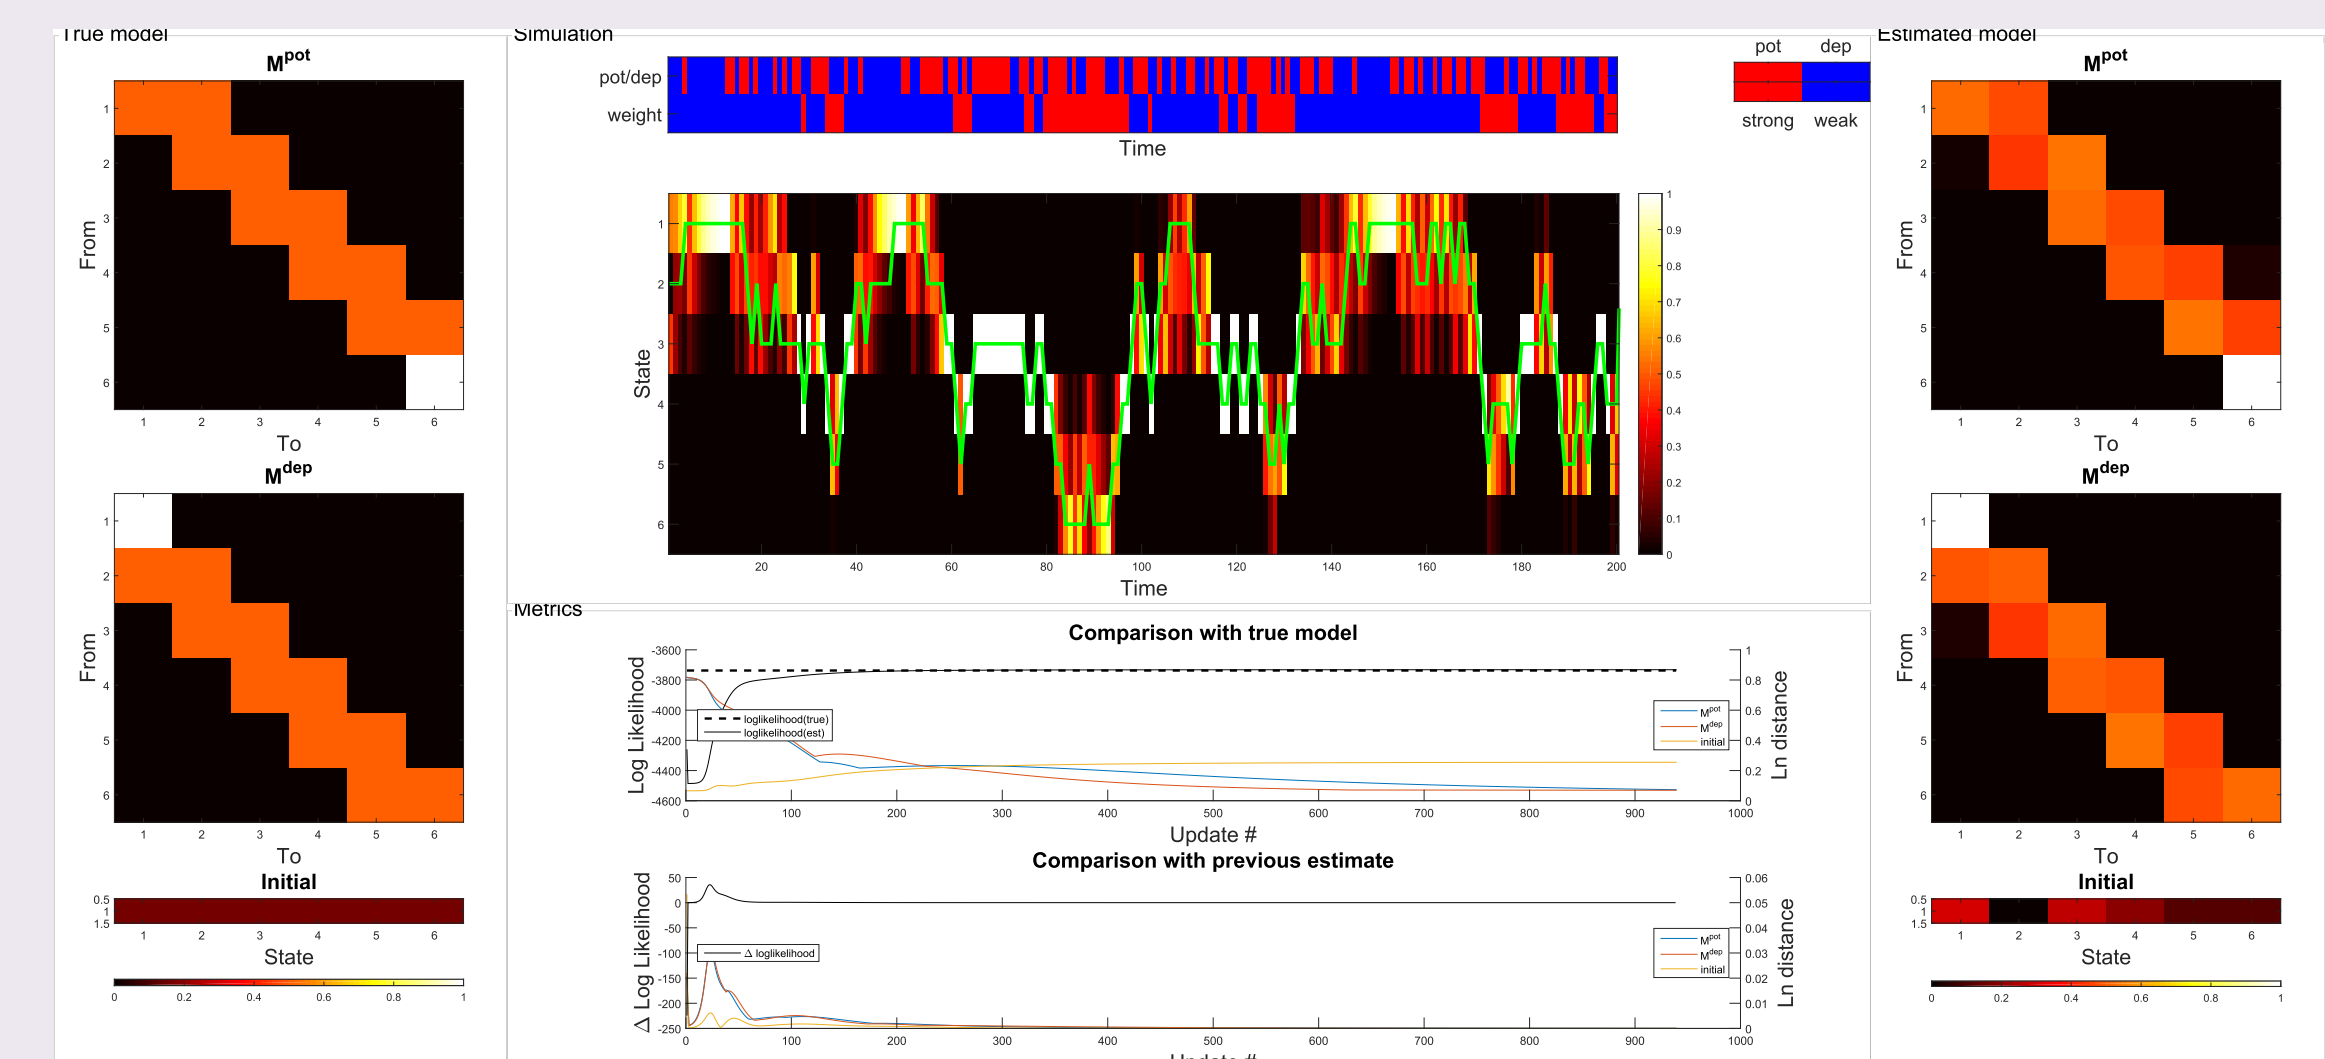 True model
M^pot
1
2
3
4
5
6
From
1 2 3 4 5 6
To
M^dep
1
2
3
4
5
6
From
1 2 3 4 5 6
To
Initial
0.5
1
1.5
1 2 3 4 5 6
State
0 0.2 0.4 0.6 0.8 1
Simulation
pot/dep
weight
Time
pot dep
strong weak
1
2
3
4
5
6
State
20 40 60 80 100 120 140 160 180 200
Time
1
0.9
0.8
0.7
0.6
0.5
0.4
0.3
0.2
0.1
0
Metrics
Comparison with true model
-3600
-3800
-4000
-4200
-4400
-4600
Log Likelihood
loglikelihood(true)
loglikelihood(est)
M^pot
M^dep
initial
1
0.8
0.6
0.4
0.2
0
Ln distance
0 100 200 300 400 500 600 700 800 900 1000
Update #
Comparison with previous estimate
50
0
-50
-100
-150
-200
-250
Δ Log Likelihood
Δ loglikelihood
M^pot
M^dep
initial
0.06
0.05
0.04
0.03
0.02
0.01
0
Ln distance
0 100 200 300 400 500 600 700 800 900 1000
Update #
Estimated model
M^pot
1
2
3
4
5
6
From
1 2 3 4 5 6
To
M^dep
1
2
3
4
5
6
From
1 2 3 4 5 6
To
Initial
0.5
1
1.5
1 2 3 4 5 6
State
0 0.2 0.4 0.6 0.8 1